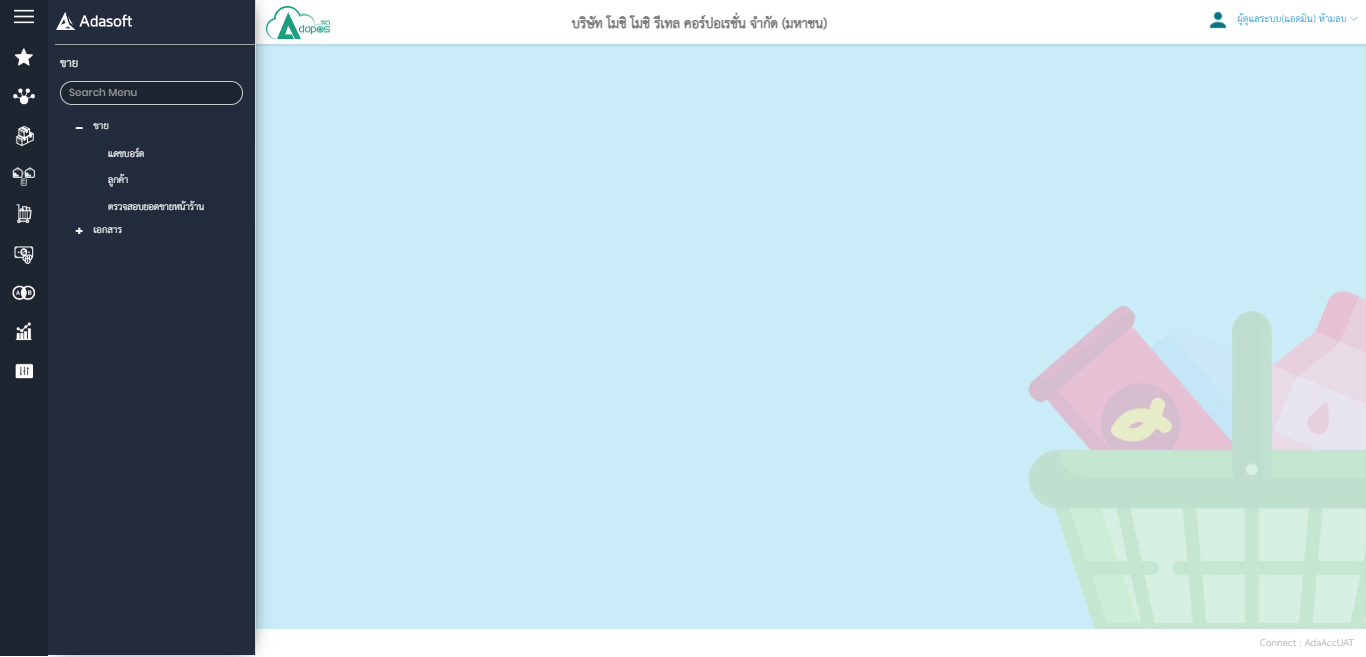 Adasoft
Adapos
บริษัท โมชิ โมชิ รีเทล คอร์ปอเรชั่น จำกัด (มหาชน)
ผู้ดูแลระบบ(แอดมิน) ห้ามลบ
ขาย
Search Menu
ขาย
แดชบอร์ด
ลูกค้า
ตรวจสอบยอดขายหน้าร้าน
เอกสาร
A B
Connect : AdaAccUAT